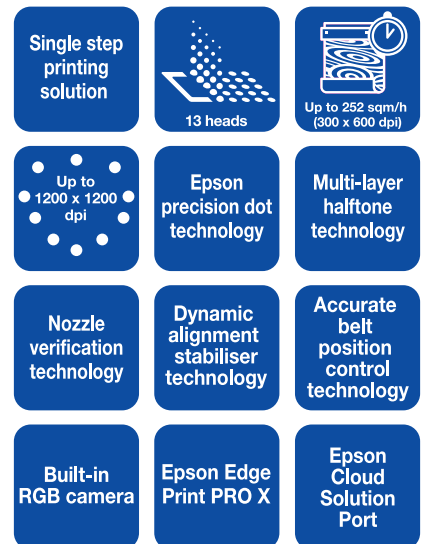 Single step
printing
solution
13 heads
Up to 252 sqm/h
(300 x 600 dpi)
Up to
1200 x 1200
dpi
Epson
precision dot
technology
Multi-layer
halftone
technology
Nozzle
verification
technology
Dynamic
alignment
stabiliser
technology
Accurate
belt
position
control
technology
Built-in
RGB camera
Epson Edge
Print PRO X
Epson
Cloud
Solution
Port